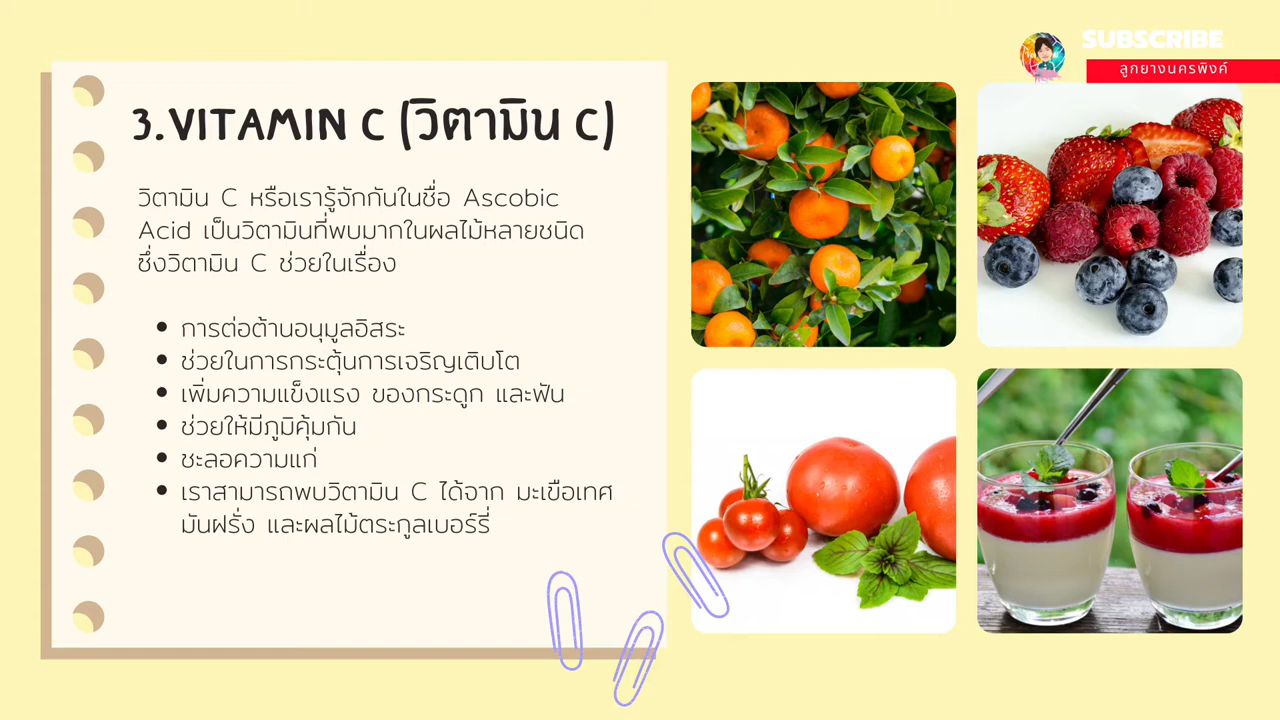 SUBSCRIBE
ลูกยางนครพิงค์
3.VITAMIN C (วิตามิน C)
วิตามิน C หรือเรารู้จักกันในชื่อ Ascobic
Acid เป็นวิตามินที่พบมากในผลไม้หลายชนิด
ซึ่งวิตามิน C ช่วยในเรื่อง
• การต่อต้านอนุมูลอิสระ
• ช่วยในการกระตุ้นการเจริญเติบโต
• เพิ่มความแข็งแรง ของกระดูก และฟัน
• ช่วยให้มีภูมิคุ้มกัน
• ชะลอความแก่
• เราสามารถพบวิตามิน C ได้จาก มะเขือเทศ
มันฝรั่ง และผลไม้ตระกูลเบอร์รี่